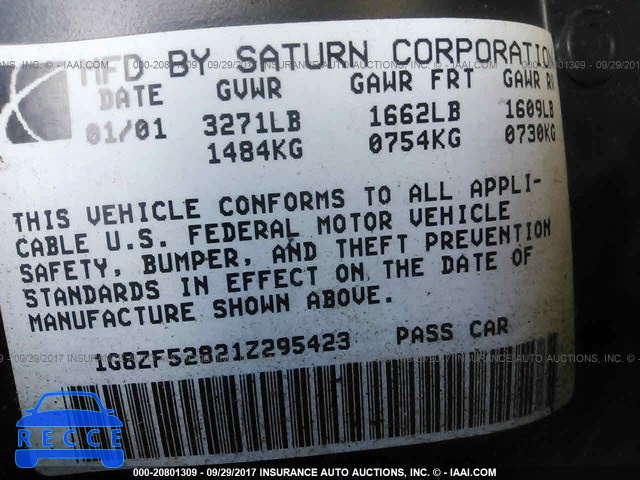 MFD BY SATURN CORPORATION
DATE GVWR GAWR FRT GAWR RR
01/01 3271LB 1662LB 1609LB
1484KG 0754KG 0730KG
THIS VEHICLE CONFORMS TO ALL APPLI-
CABLE U.S. FEDERAL MOTOR VEHICLE
SAFETY, BUMPER, AND THEFT PREVENTION
STANDARDS IN EFFECT ON THE DATE OF
MANUFACTURE SHOWN ABOVE.
1G8ZF52821Z295423 PASS CAR
RECCE
000-20801309 - 09/29/2017 INSURANCE AUTO AUCTIONS, INC. - © - IAAI.COM